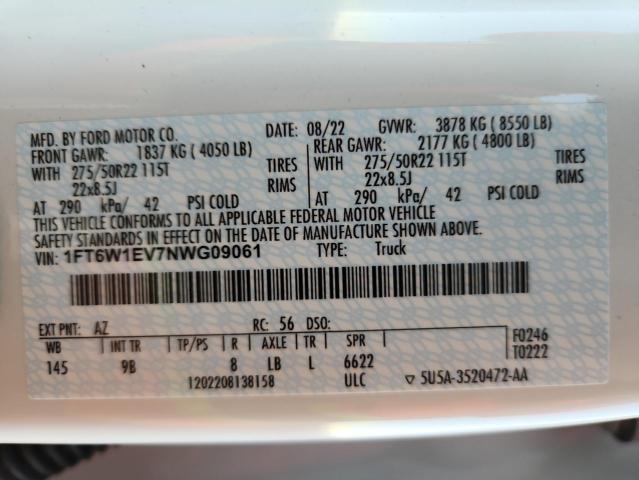 MFD. BY FORD MOTOR CO.
DATE: 08/22 GVWR: 3878 KG ( 8550 LB)
FRONT GAWR: 1837 KG ( 4050 LB) REAR GAWR: 2177 KG ( 4800 LB)
WITH 275/50R22 115T TIRES 275/50R22 115T TIRES
22x8.5J RIMS WITH 22x8.5J RIMS
AT 290 kPa/ 42 PSI COLD AT 290 kPa/ 42 PSI COLD
THIS VEHICLE CONFORMS TO ALL APPLICABLE FEDERAL MOTOR VEHICLE
SAFETY STANDARDS IN EFFECT ON THE DATE OF MANUFACTURE SHOWN ABOVE.
VIN: 1FT6W1EV7NWG09061 TYPE: Truck
EXT PNT: AZ RC: 56 DSO:
WB INT TR TP/PS R AXLE TR SPR F0246
145 9B 8 LB L 6622 T0222
1202208138158 ULC ▽ 5U5A-3520472-AA